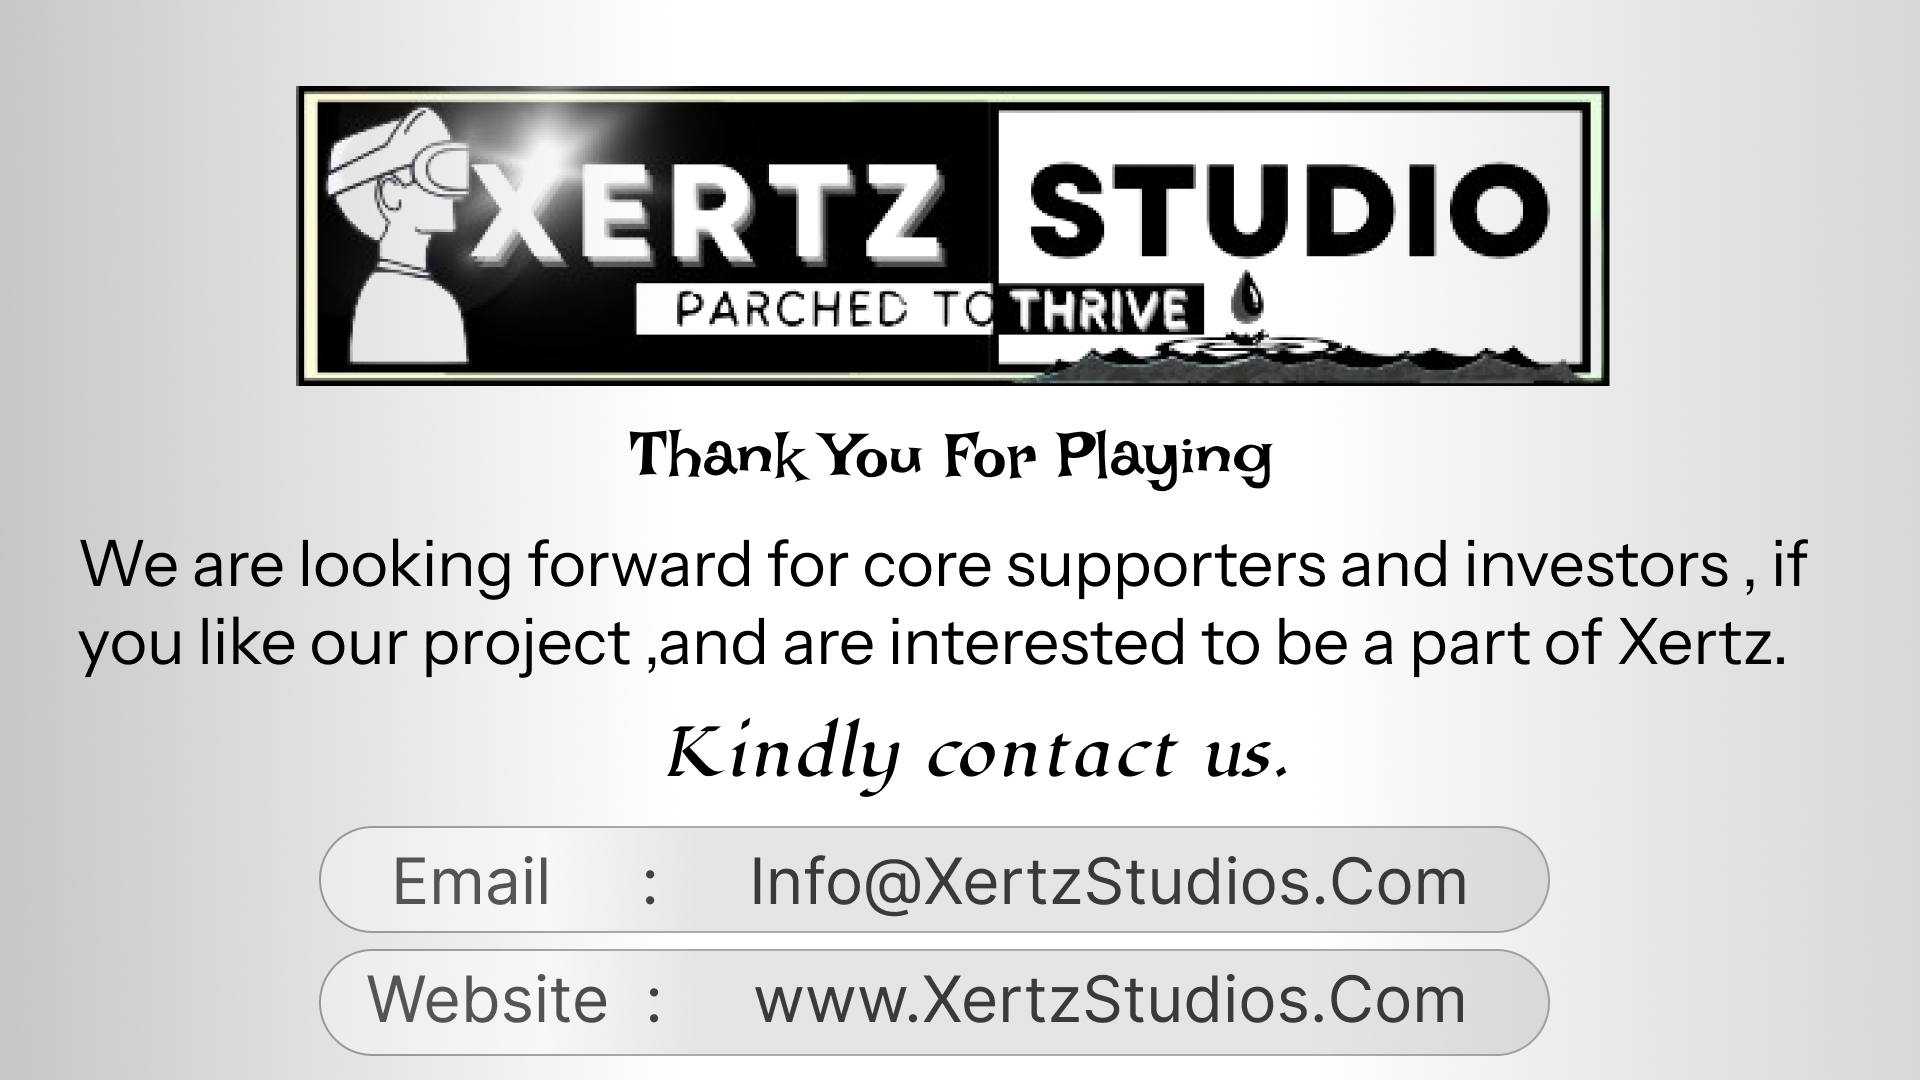 XERTZ STUDIO
PARCHED TO THRIVE
Thank You For Playing
We are looking forward for core supporters and investors , if
you like our project ,and are interested to be a part of Xertz.
Kindly contact us.
Email : Info@XertzStudios.Com
Website : www.XertzStudios.Com